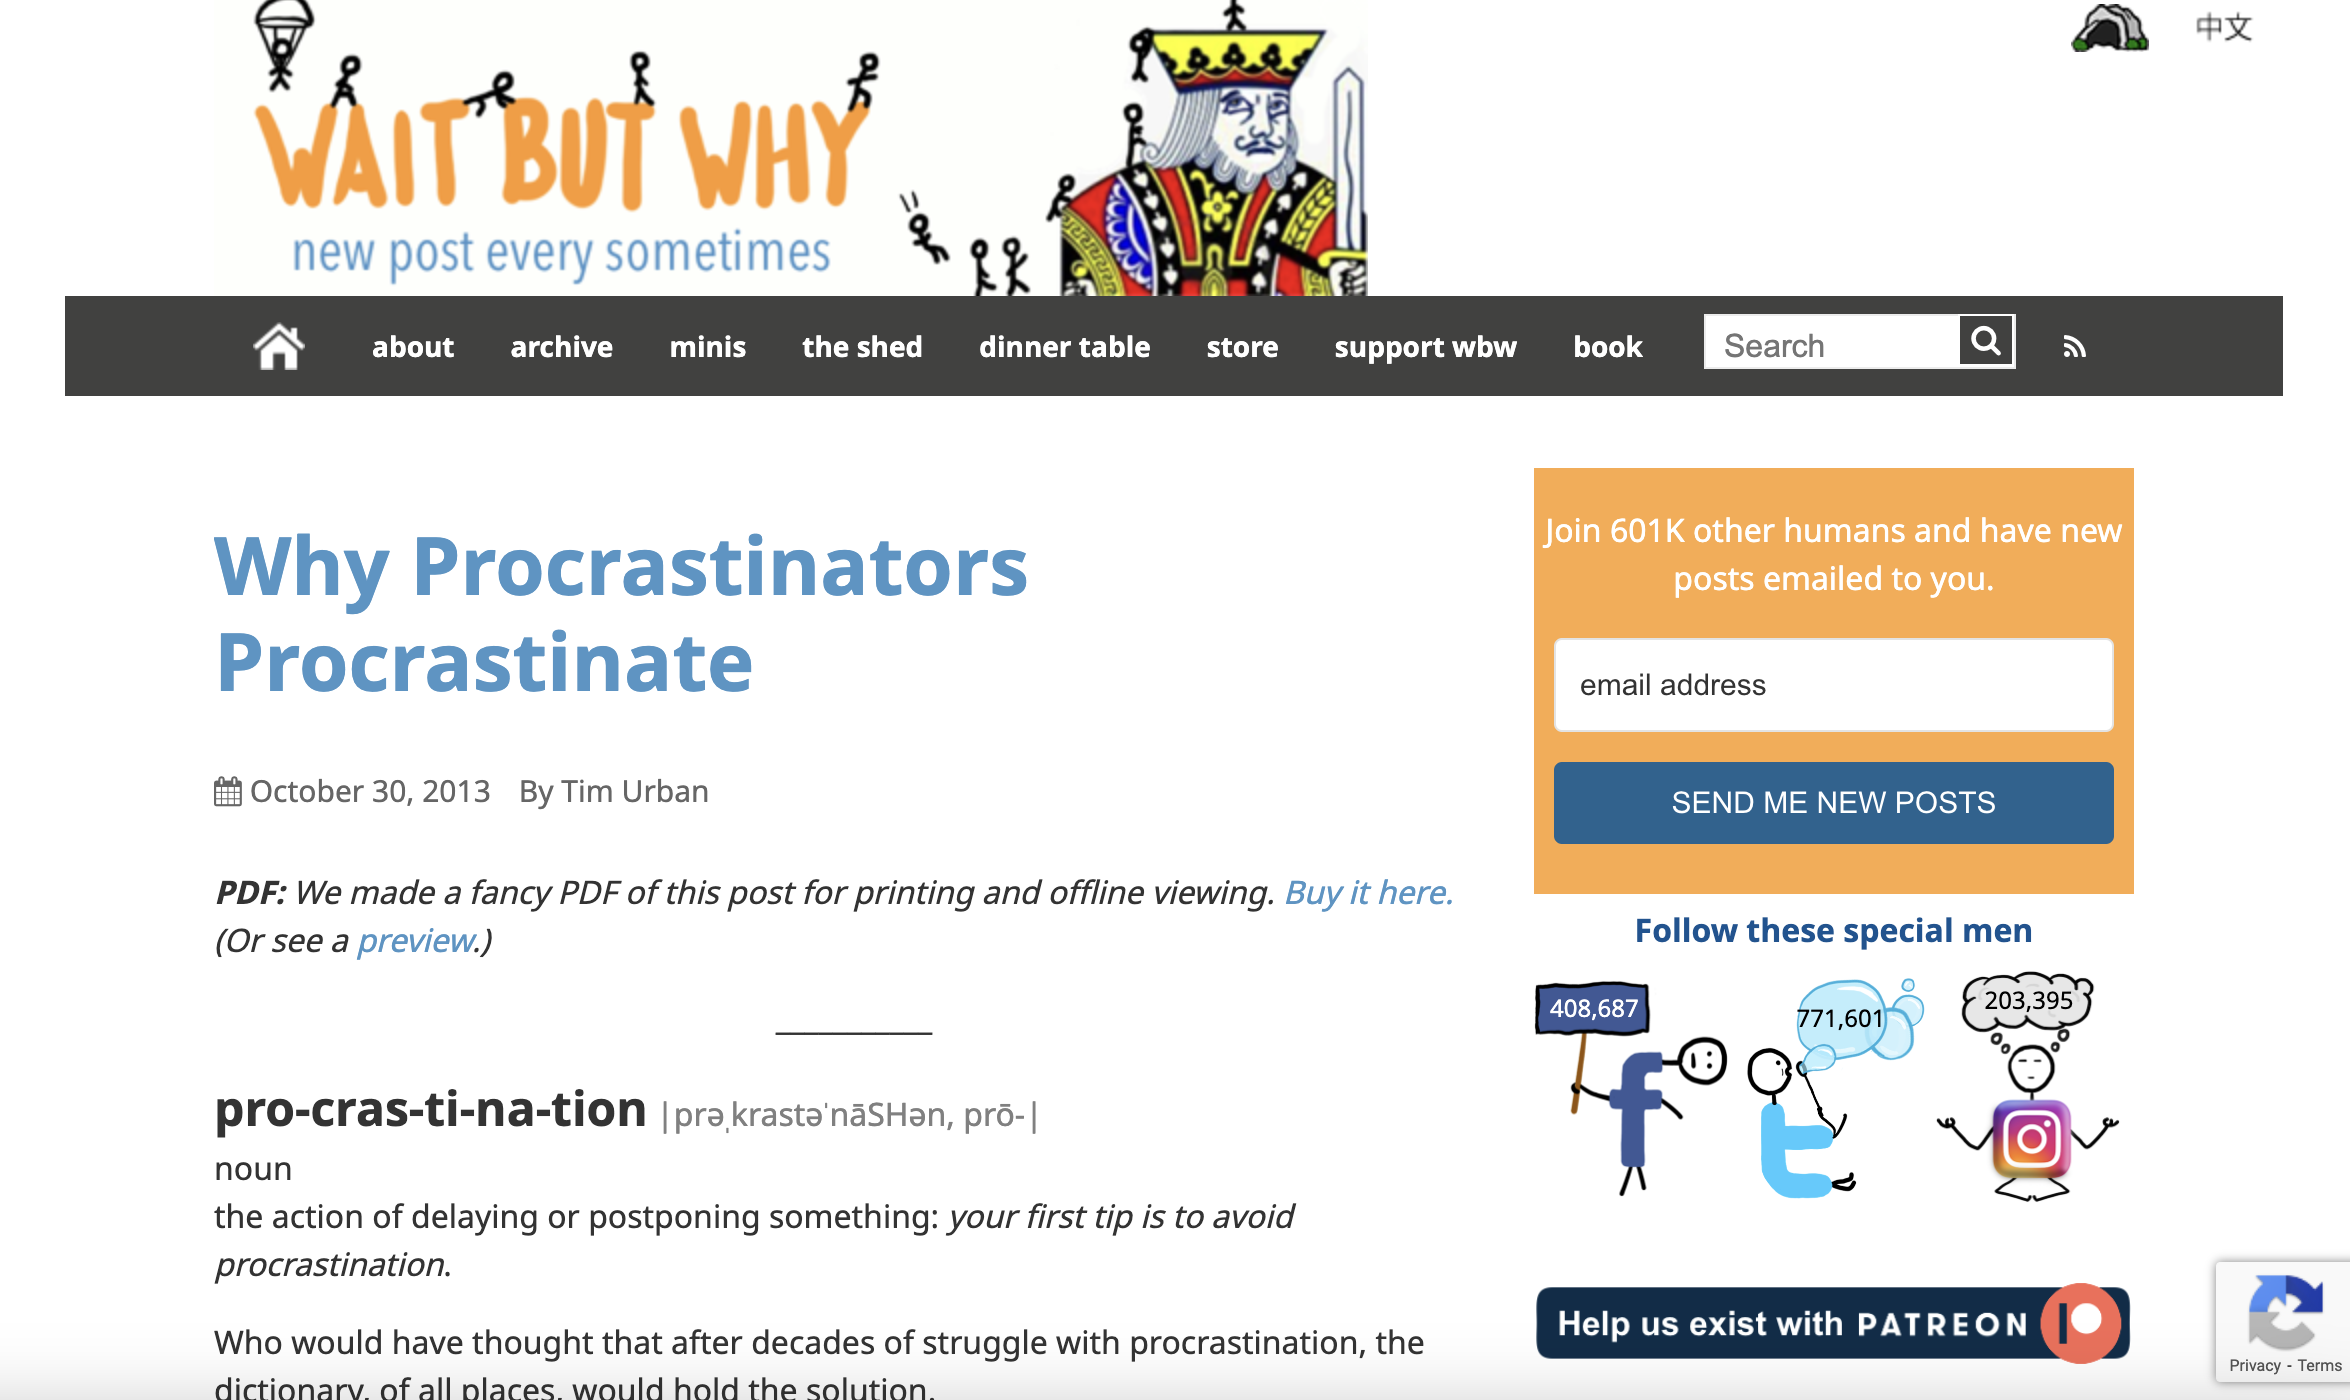 中文
WAIT BUT WHY
new post every sometimes
about archive minis the shed dinner table store support wbw book Search
Why Procrastinators
Procrastinate
October 30, 2013 By Tim Urban
PDF: We made a fancy PDF of this post for printing and offline viewing. Buy it here.
(Or see a preview.)
pro-cras-ti-na-tion |prəˌkrastəˈnāSHən, prō-|
noun
the action of delaying or postponing something: your first tip is to avoid
procrastination.
Who would have thought that after decades of struggle with procrastination, the
dictionary, of all places, would hold the solution.
Join 601K other humans and have new
posts emailed to you.
email address
SEND ME NEW POSTS
Follow these special men
408,687
771,601
203,395
Help us exist with PATREON
Privacy - Terms